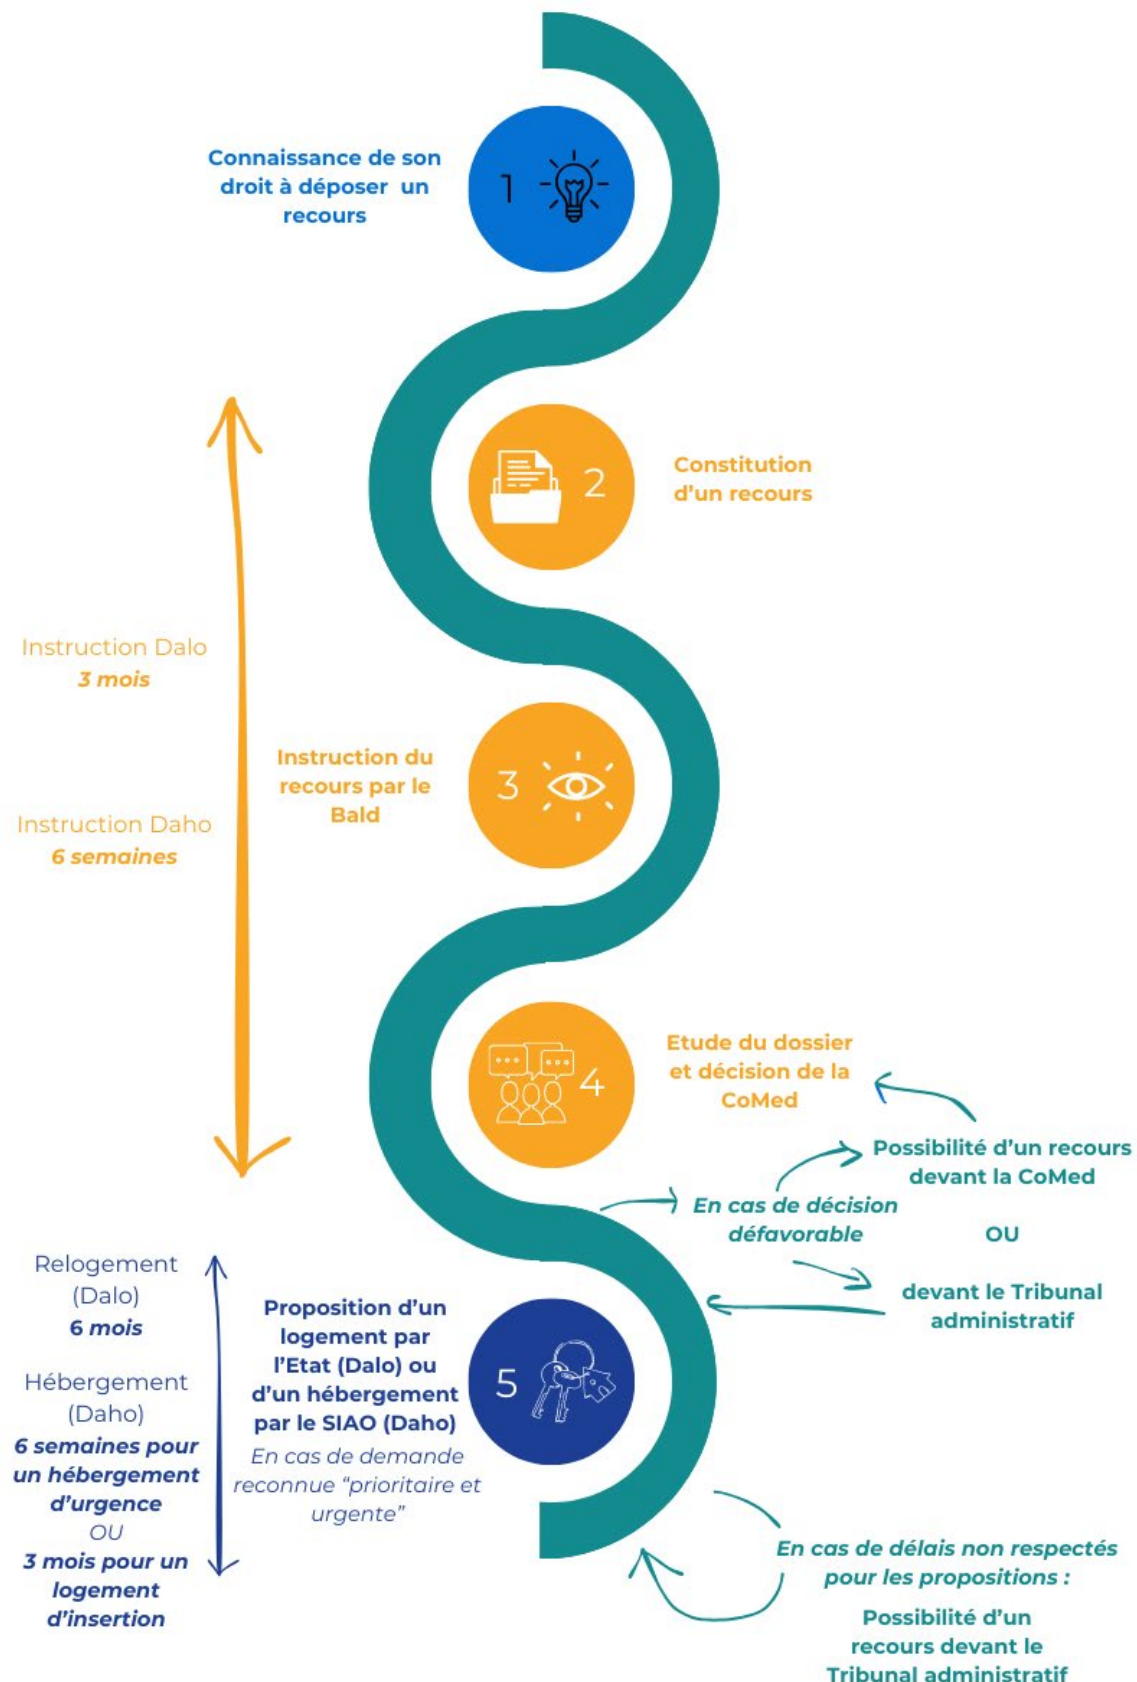 Connaissance de son
droit à déposer un
recours
1
2
Constitution
d'un recours
Instruction Dalo
3 mois
Instruction Daho
6 semaines
Instruction du
recours par le
Bald
3
4
Etude du dossier
et décision de la
CoMed
Possibilité d'un recours
devant la CoMed
En cas de décision
défavorable
OU
devant le Tribunal
administratif
Relogement
(Dalo)
6 mois
Hébergement
(Daho)
6 semaines pour
un hébergement
d'urgence
OU
3 mois pour un
logement
d'insertion
Proposition d'un
logement par
l'Etat (Dalo) ou
d'un hébergement
par le SIAO (Daho)
En cas de demande
reconnue "prioritaire et
urgente"
5
En cas de délais non respectés
pour les propositions :
Possibilité d'un
recours devant le
Tribunal administratif